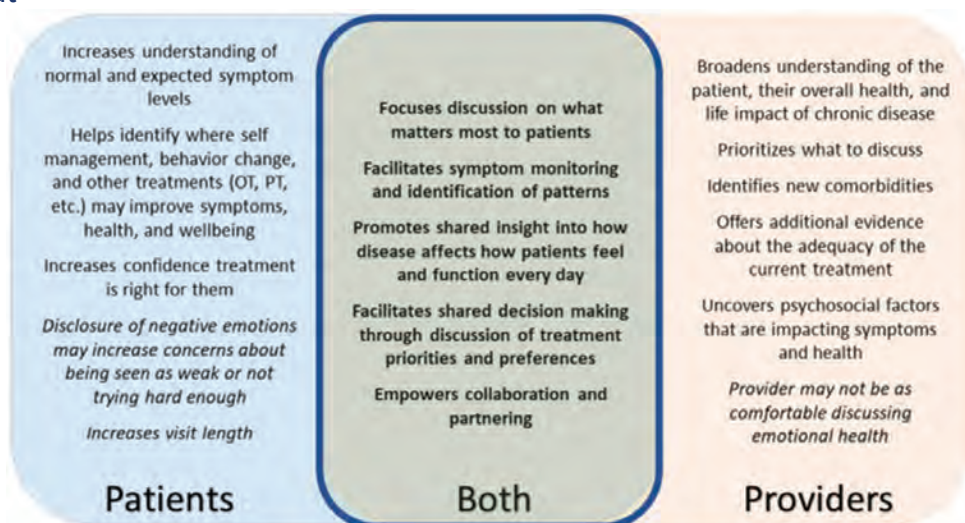 Increases understanding of
normal and expected symptom
levels
Helps identify where self
management, behavior change,
and other treatments (OT, PT,
etc.) may improve symptoms,
health, and wellbeing
Increases confidence treatment
is right for them
Disclosure of negative emotions
may increase concerns about
being seen as weak or not
trying hard enough
Increases visit length
Patients
Focuses discussion on what
matters most to patients
Facilitates symptom monitoring
and identification of patterns
Promotes shared insight into how
disease affects how patients feel
and function every day
Facilitates shared decision making
through discussion of treatment
priorities and preferences
Empowers collaboration and
partnering
Both
Broadens understanding of the
patient, their overall health, and
life impact of chronic disease
Prioritizes what to discuss
Identifies new comorbidities
Offers additional evidence
about the adequacy of the
current treatment
Uncovers psychosocial factors
that are impacting symptoms
and health
Provider may not be as
comfortable discussing
emotional health
Providers